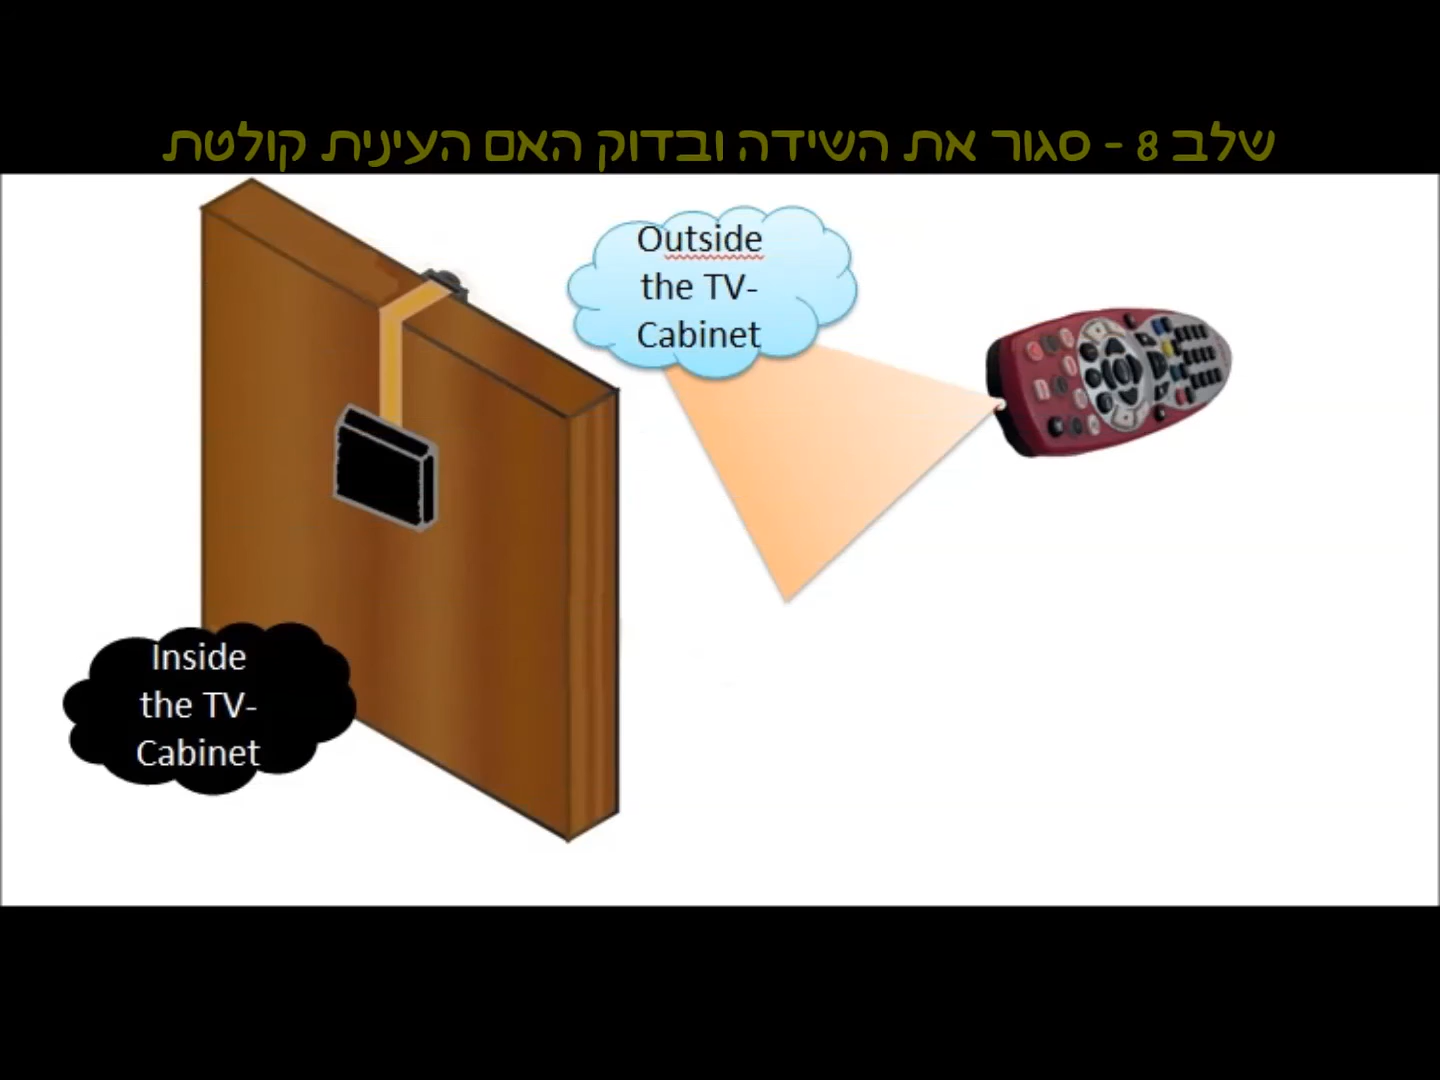 שלב 8 - סגור את השידה ובדוק האם העינית קולטת
Outside
the TV-
Cabinet
Inside
the TV-
Cabinet